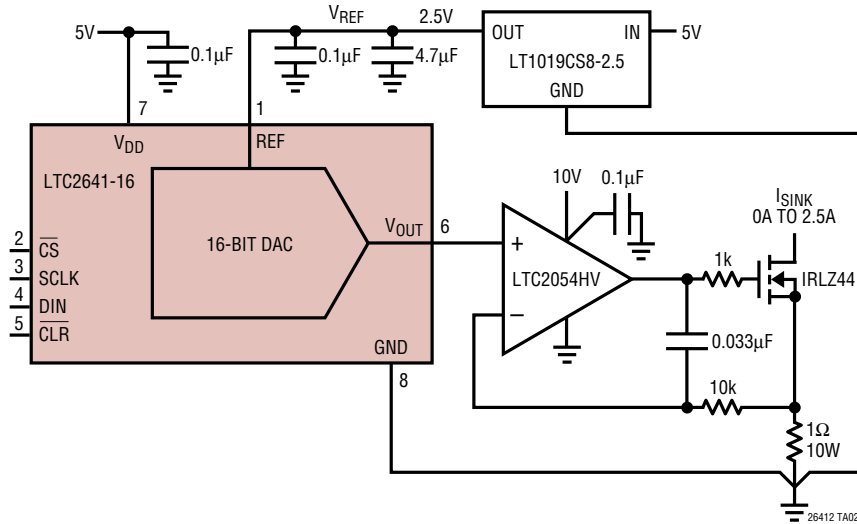 VREF
2.5V
5V
0.1µF
0.1µF
4.7µF
OUT
IN
5V
LT1019CS8-2.5
GND
7
1
VDD
REF
LTC2641-16
16-BIT DAC
VOUT
6
2
CS
3
SCLK
4
DIN
5
CLR
GND
8
10V
0.1µF
+
LTC2054HV
–
ISINK
0A TO 2.5A
1k
IRLZ44
0.033µF
10k
1Ω
10W
26412 TA02